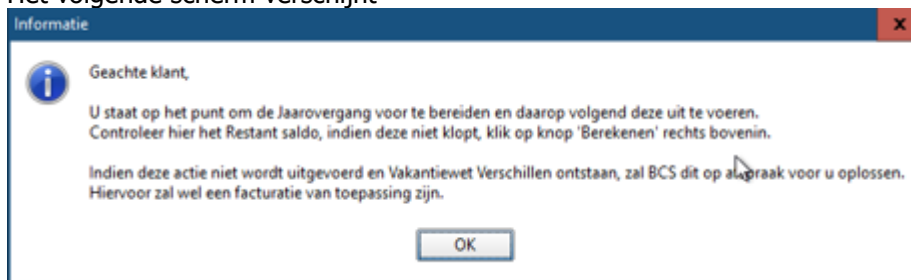 Het volgende scherm verschijnt
Informatie
x
Geachte klant,
U staat op het punt om de Jaarovergang voor te bereiden en daarop volgend deze uit te voeren.
Controleer hier het Restant saldo, indien deze niet klopt, klik op knop 'Berekenen' rechts bovenin.
Indien deze actie niet wordt uitgevoerd en Vakantiewet Verschillen ontstaan, zal BCS dit op afspraak voor u oplossen.
Hiervoor zal wel een facturatie van toepassing zijn.
OK